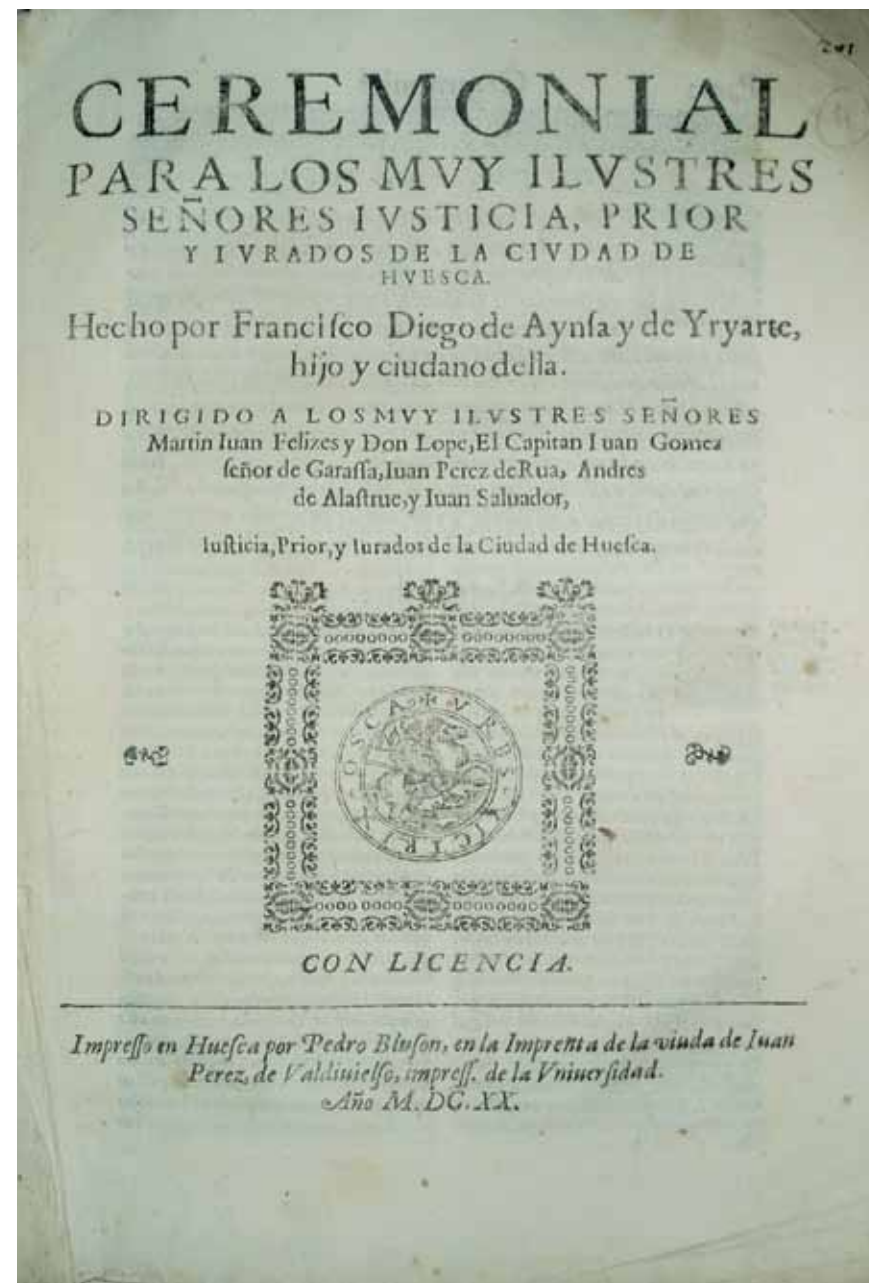 201
CEREMONIAL
PARA LOS MVY ILVSTRES
SEÑORES IVSTICIA, PRIOR
Y IVRADOS DE LA CIVDAD DE
HVESCA.
Hecho por Franciſco Diego de Aynſa y de Yryarte,
hijo y ciudano della.
DIRIGIDO A LOS MVY ILVSTRES SEÑORES
Martin Iuan Felizes y Don Lope, El Capitan Iuan Gomez
ſeñor de Garaſſa, Iuan Perez de Rua, Andres
de Alaſtrue, y Iuan Saluador,
Iuſticia, Prior, y Iurados de la Ciudad de Hueſca.
VRBS VICTRIX OSCA
CON LICENCIA.
Impreſſo en Hueſca por Pedro Bluſon, en la Imprenta de la viuda de Iuan
Perez, de Valdiuielſo, impreſſ. de la Vniuerſidad.
Año M.DC.XX.